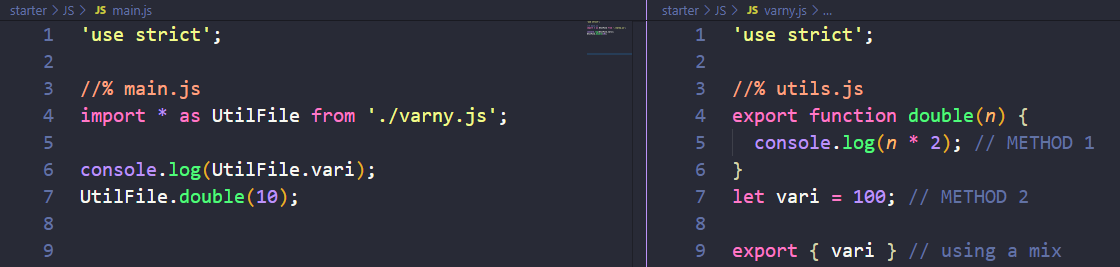 starter > JS > JS main.js
1 'use strict';
2
3 //% main.js
4 import * as UtilFile from './varny.js';
5
6 console.log(UtilFile.vari);
7 UtilFile.double(10);
8
9
starter > JS > JS varny.js > ...
1 'use strict';
2
3 //% utils.js
4 export function double(n) {
5 console.log(n * 2); // METHOD 1
6 }
7 let vari = 100; // METHOD 2
8
9 export { vari } // using a mix